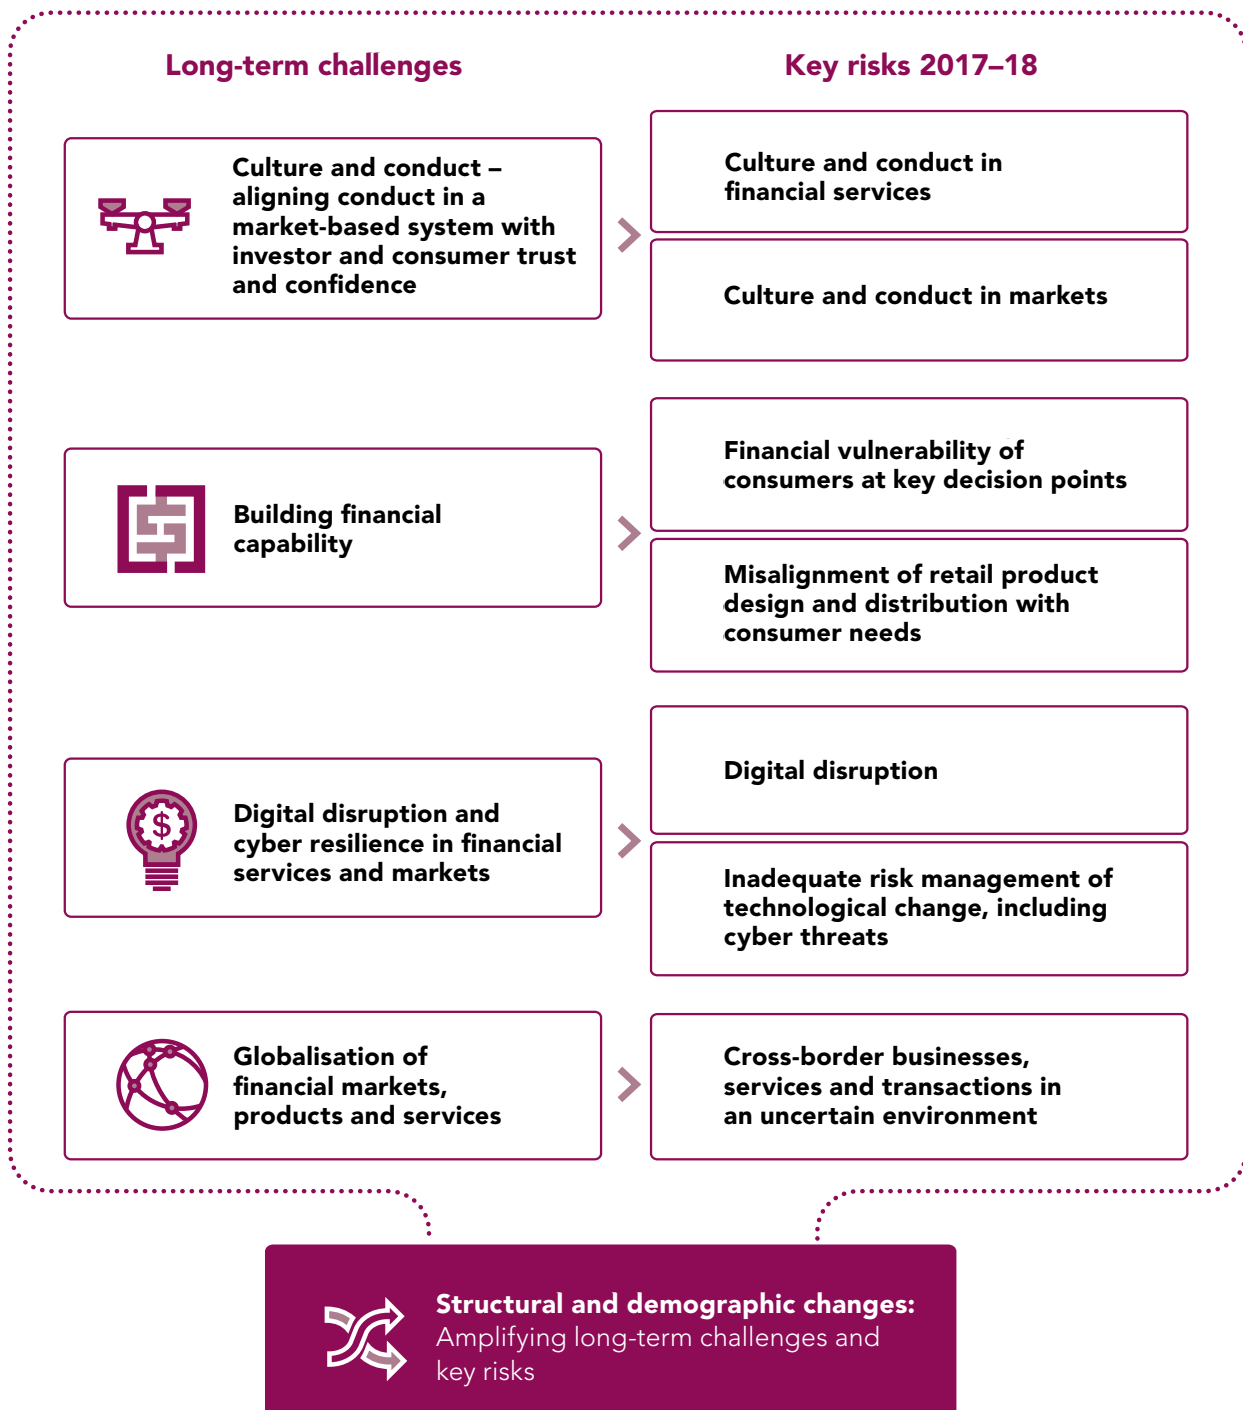 Long-term challenges
Key risks 2017–18
Culture and conduct –
aligning conduct in a
market-based system with
investor and consumer trust
and confidence
Culture and conduct in
financial services
Culture and conduct in markets
Building financial
capability
Financial vulnerability of
consumers at key decision points
Misalignment of retail product
design and distribution with
consumer needs
$
Digital disruption and
cyber resilience in financial
services and markets
Digital disruption
Inadequate risk management of
technological change, including
cyber threats
Globalisation of
financial markets,
products and services
Cross-border businesses,
services and transactions in
an uncertain environment
Structural and demographic changes:
Amplifying long-term challenges and
key risks